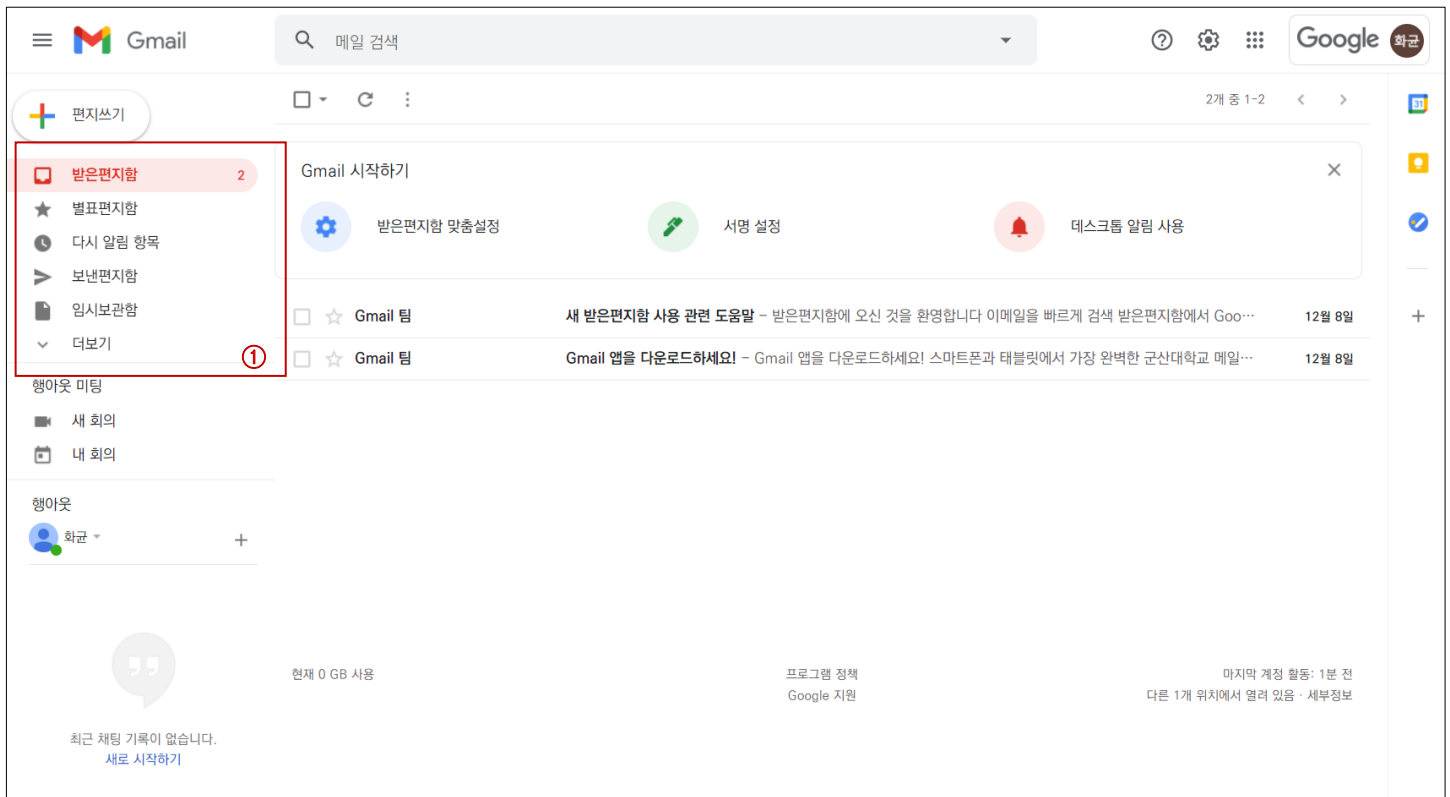 Gmail
메일 검색
Google 화균
편지쓰기
2개 중 1-2
31
받은편지함 2
별표편지함
다시 알림 항목
보낸편지함
임시보관함
더보기
①
Gmail 시작하기
받은편지함 맞춤설정
서명 설정
데스크톱 알림 사용
Gmail 팀 새 받은편지함 사용 관련 도움말 - 받은편지함에 오신 것을 환영합니다 이메일을 빠르게 검색 받은편지함에서 Goo… 12월 8일
Gmail 팀 Gmail 앱을 다운로드하세요! - Gmail 앱을 다운로드하세요! 스마트폰과 태블릿에서 가장 완벽한 군산대학교 메일… 12월 8일
행아웃 미팅
새 회의
내 회의
행아웃
화균
최근 채팅 기록이 없습니다.
새로 시작하기
현재 0 GB 사용
프로그램 정책
Google 지원
마지막 계정 활동: 1분 전
다른 1개 위치에서 열려 있음 · 세부정보